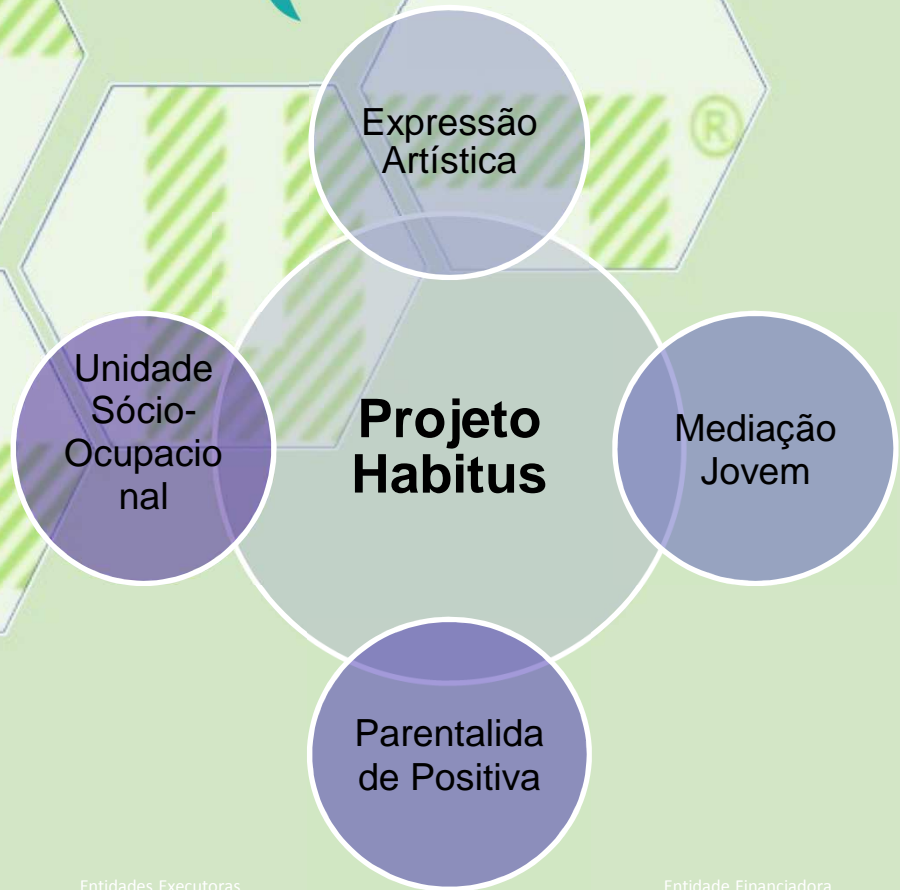 Expressão
Artística
®
Unidade
Sócio-
Ocupacio
nal
Projeto
Habitus
Mediação
Jovem
Parentalida
de Positiva
Entidades Executoras
Entidade Financiadora